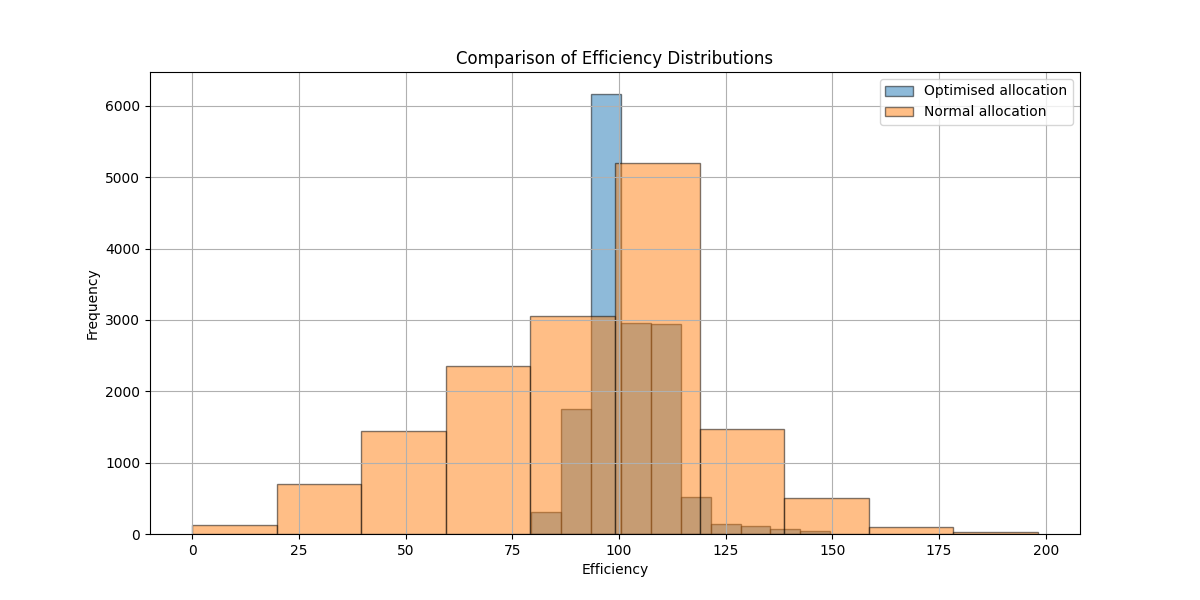 Comparison of Efficiency Distributions
Optimised allocation
Normal allocation
6000
5000
4000
3000
2000
1000
0
Frequency
0 25 50 75 100 125 150 175 200
Efficiency